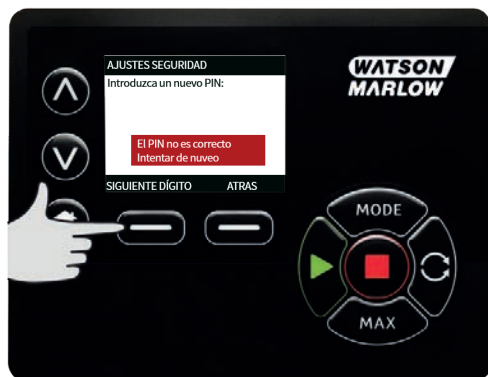 AJUSTES SEGURIDAD
Introduzca un nuevo PIN:
El PIN no es correcto
Intentar de nuveo
SIGUIENTE DÍGITO ATRAS
WATSON
MARLOW
MODE
MAX